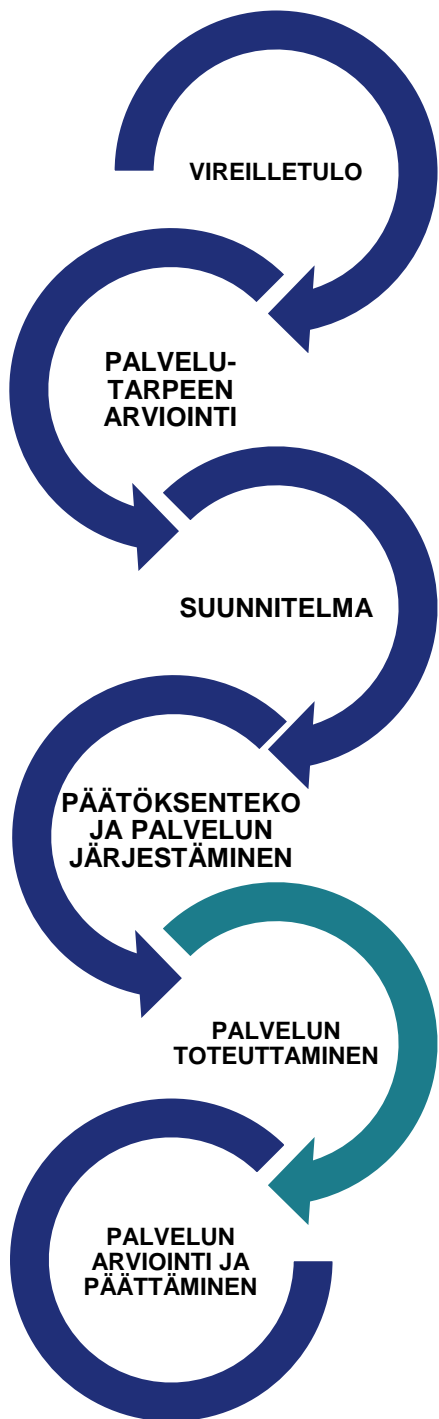 VIREILLETULO
PALVELU-
TARPEEN
ARVIOINTI
SUUNNITELMA
PÄÄTÖKSENTEKO
JA PALVELUN
JÄRJESTÄMINEN
PALVELUN
TOTEUTTAMINEN
PALVELUN
ARVIOINTI JA
PÄÄTTÄMINEN